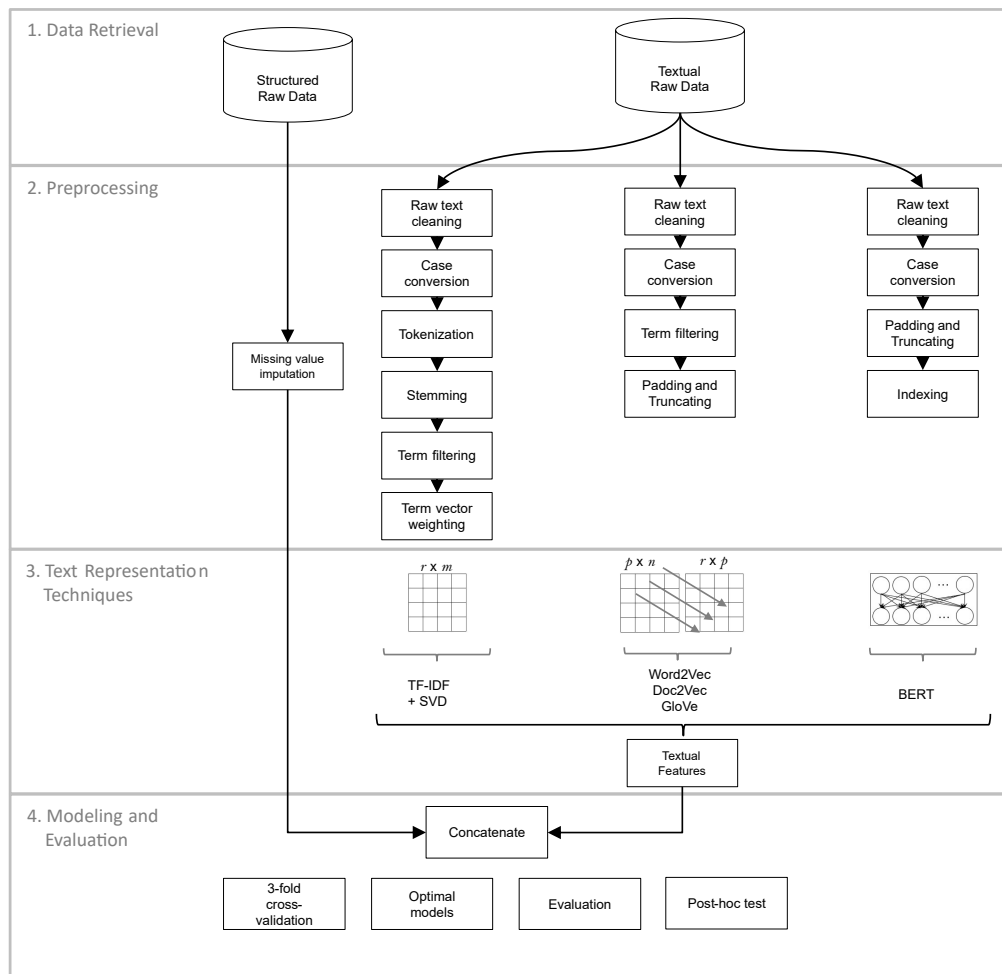 1. Data Retrieval
Structured
Raw Data
Textual
Raw Data
2. Preprocessing
Raw text
cleaning
Case
conversion
Tokenization
Stemming
Term filtering
Term vector
weighting
Raw text
cleaning
Case
conversion
Term filtering
Padding and
Truncating
Raw text
cleaning
Case
conversion
Padding and
Truncating
Indexing
Missing value
imputation
3. Text Representation
Techniques
r x m
p x n
r x p
...
...
TF-IDF
+ SVD
Word2Vec
Doc2Vec
GloVe
BERT
Textual
Features
4. Modeling and
Evaluation
Concatenate
3-fold
cross-
validation
Optimal
models
Evaluation
Post-hoc test